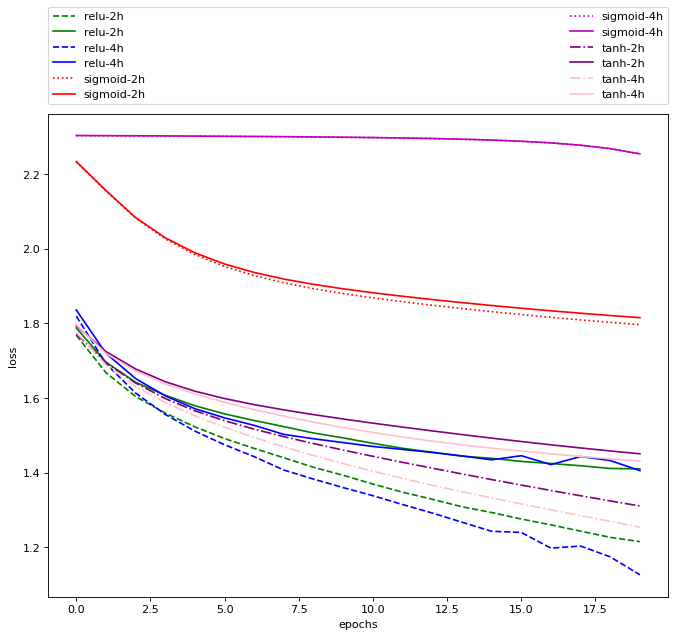 relu-2h
relu-2h
relu-4h
relu-4h
sigmoid-2h
sigmoid-2h
sigmoid-4h
sigmoid-4h
tanh-2h
tanh-2h
tanh-4h
tanh-4h
loss
2.2
2.0
1.8
1.6
1.4
1.2
0.0 2.5 5.0 7.5 10.0 12.5 15.0 17.5
epochs